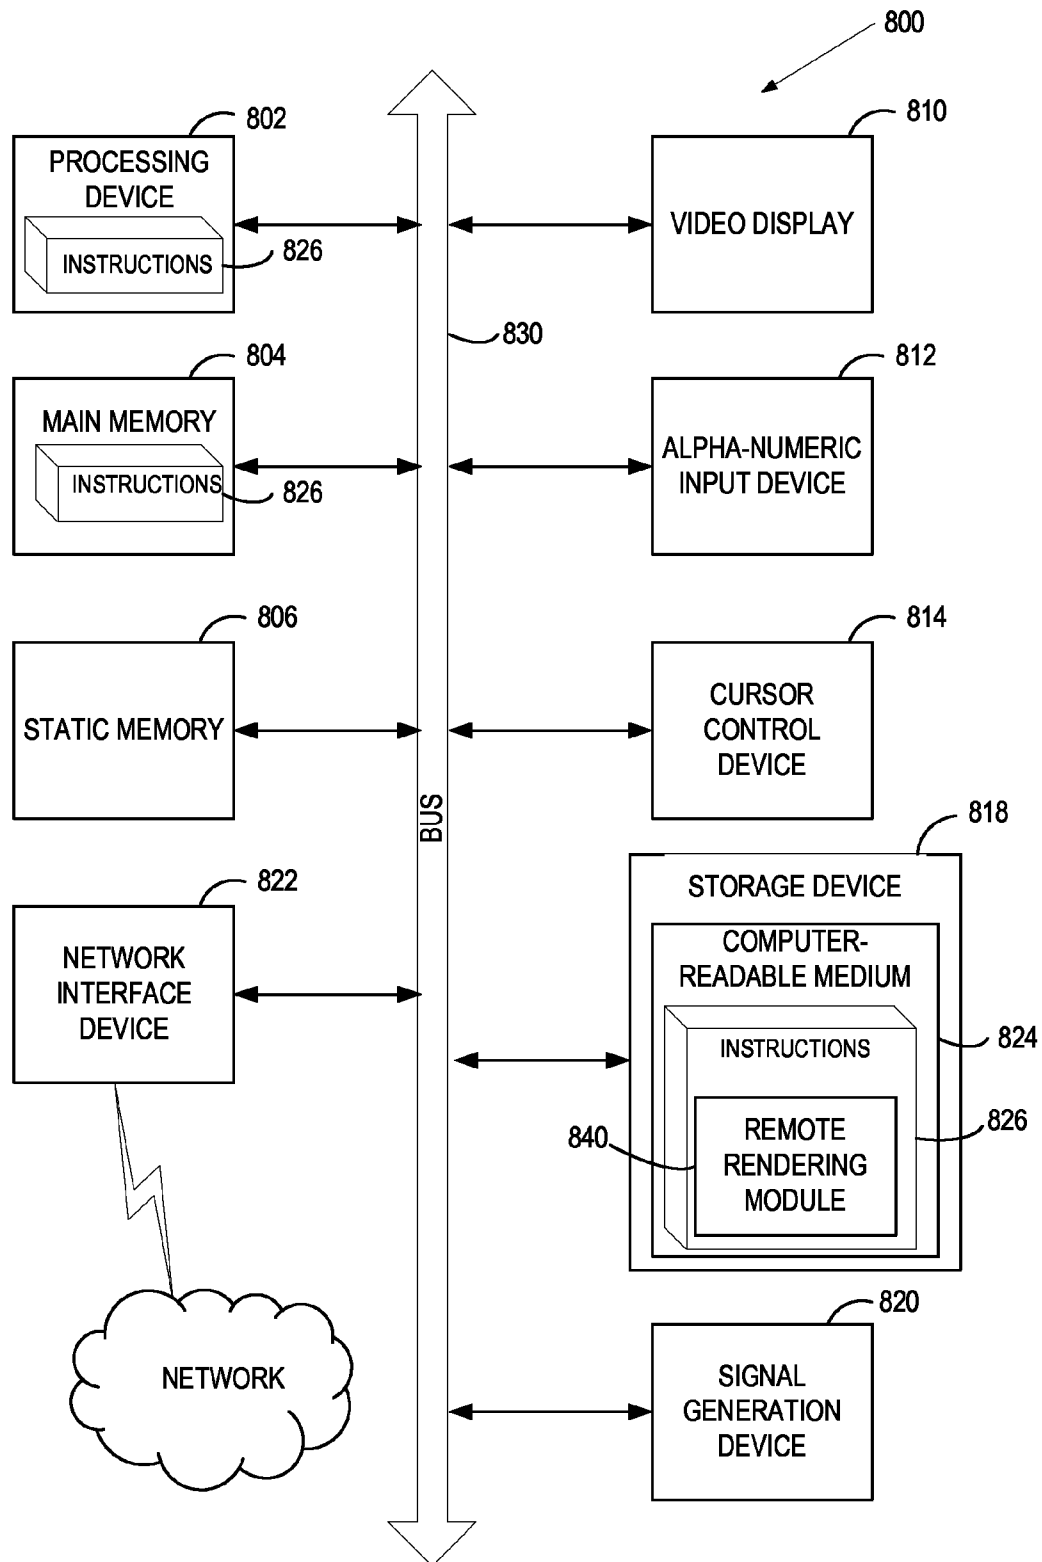 800
802
PROCESSING
DEVICE
INSTRUCTIONS
826
810
VIDEO DISPLAY
830
804
MAIN MEMORY
INSTRUCTIONS
826
812
ALPHA-NUMERIC
INPUT DEVICE
806
STATIC MEMORY
814
CURSOR
CONTROL
DEVICE
BUS
822
NETWORK
INTERFACE
DEVICE
818
STORAGE DEVICE
COMPUTER-
READABLE MEDIUM
824
INSTRUCTIONS
826
840
REMOTE
RENDERING
MODULE
NETWORK
820
SIGNAL
GENERATION
DEVICE